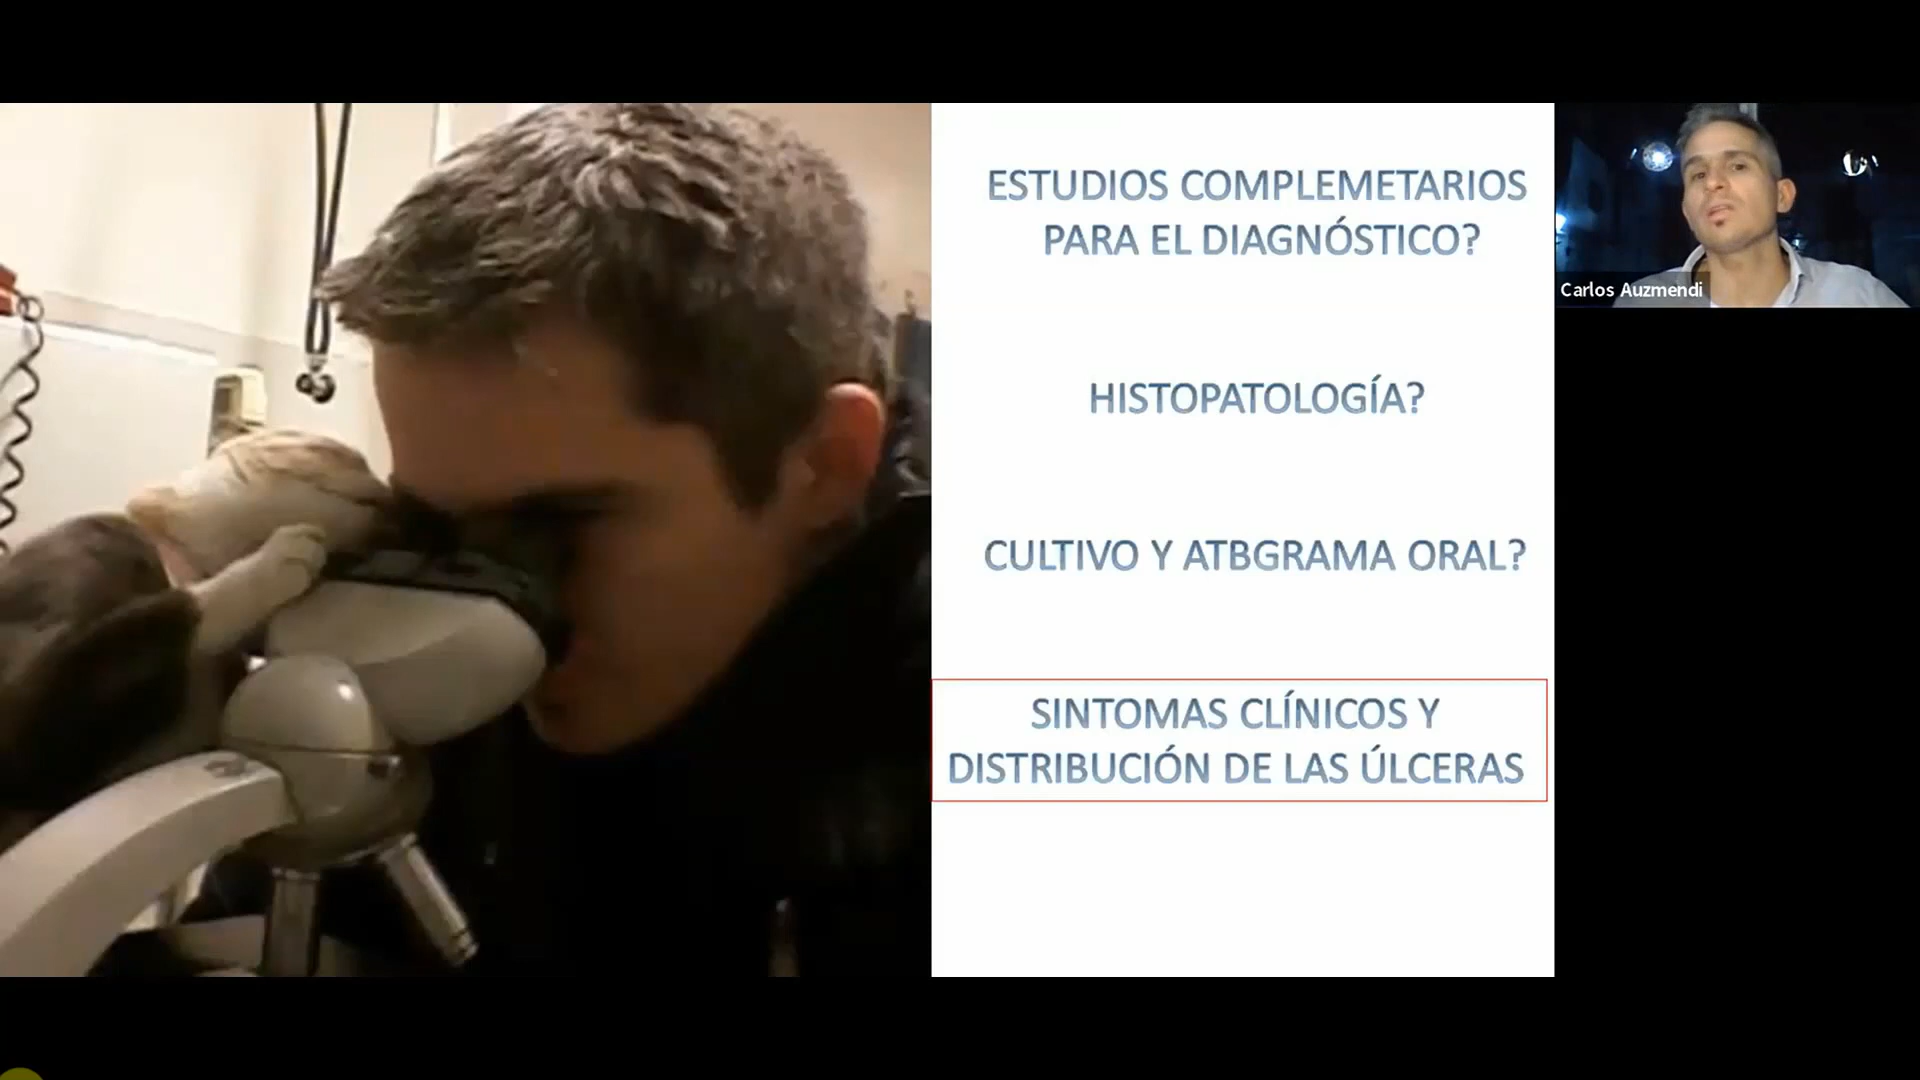 ESTUDIOS COMPLEMETARIOS
PARA EL DIAGNÓSTICO?
HISTOPATOLOGÍA?
CULTIVO Y ATBGRAMA ORAL?
SINTOMAS CLÍNICOS Y
DISTRIBUCIÓN DE LAS ÚLCERAS
Carlos Auzmendi